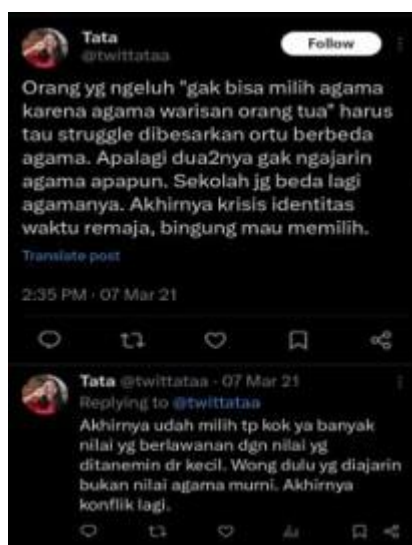 Tata
@twittataa
Follow
Orang yg ngeluh "gak bisa milih agama
karena agama warisan orang tua" harus
tau struggle dibesarkan ortu berbeda
agama. Apalagi dua2nya gak ngajarin
agama apapun. Sekolah jg beda lagi
agamanya. Akhirnya krisis identitas
waktu remaja, bingung mau memilih.
Translate post
2:35 PM · 07 Mar 21
Tata @twittataa · 07 Mar 21
Replying to @twittataa
Akhirnya udah milih tp kok ya banyak
nilai yg berlawanan dgn nilai yg
ditanemin dr kecil. Wong dulu yg diajarin
bukan nilai agama murni. Akhirnya
konflik lagi.